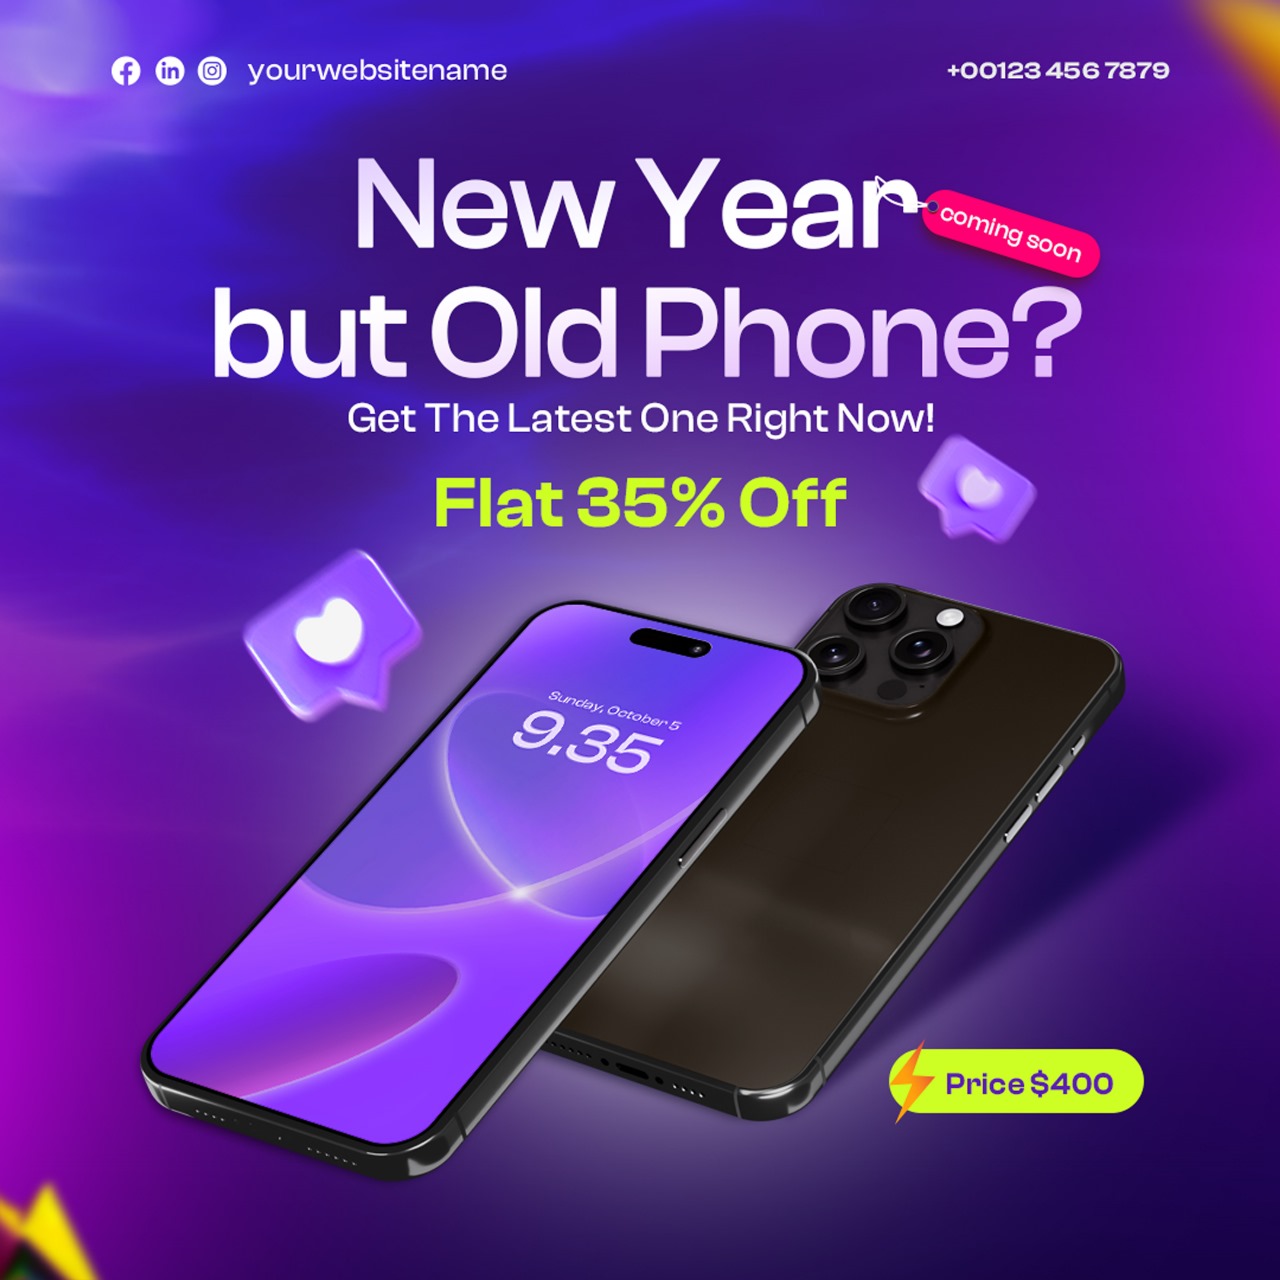 yourwebsitename
+00123 456 7879
New Year
coming soon
but Old Phone?
Get The Latest One Right Now!
Flat 35% Off
Sunday, October 5
9.35
Price $400